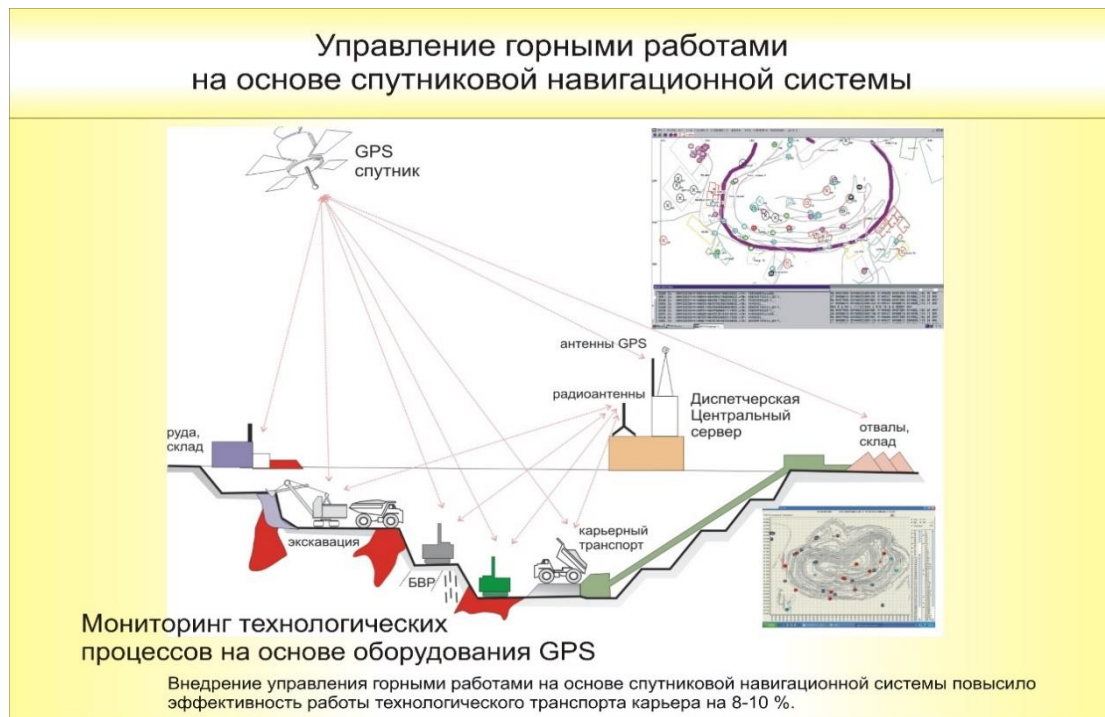 Управление горными работами
на основе спутниковой навигационной системы
GPS
спутник
антенны GPS
радиоантенны
Диспетчерская
Центральный
сервер
отвалы,
склад
руда,
склад
экскавация
карьерный
транспорт
БВР
Мониторинг технологических
процессов на основе оборудования GPS
Внедрение управления горными работами на основе спутниковой навигационной системы повысило
эффективность работы технологического транспорта карьера на 8-10 %.